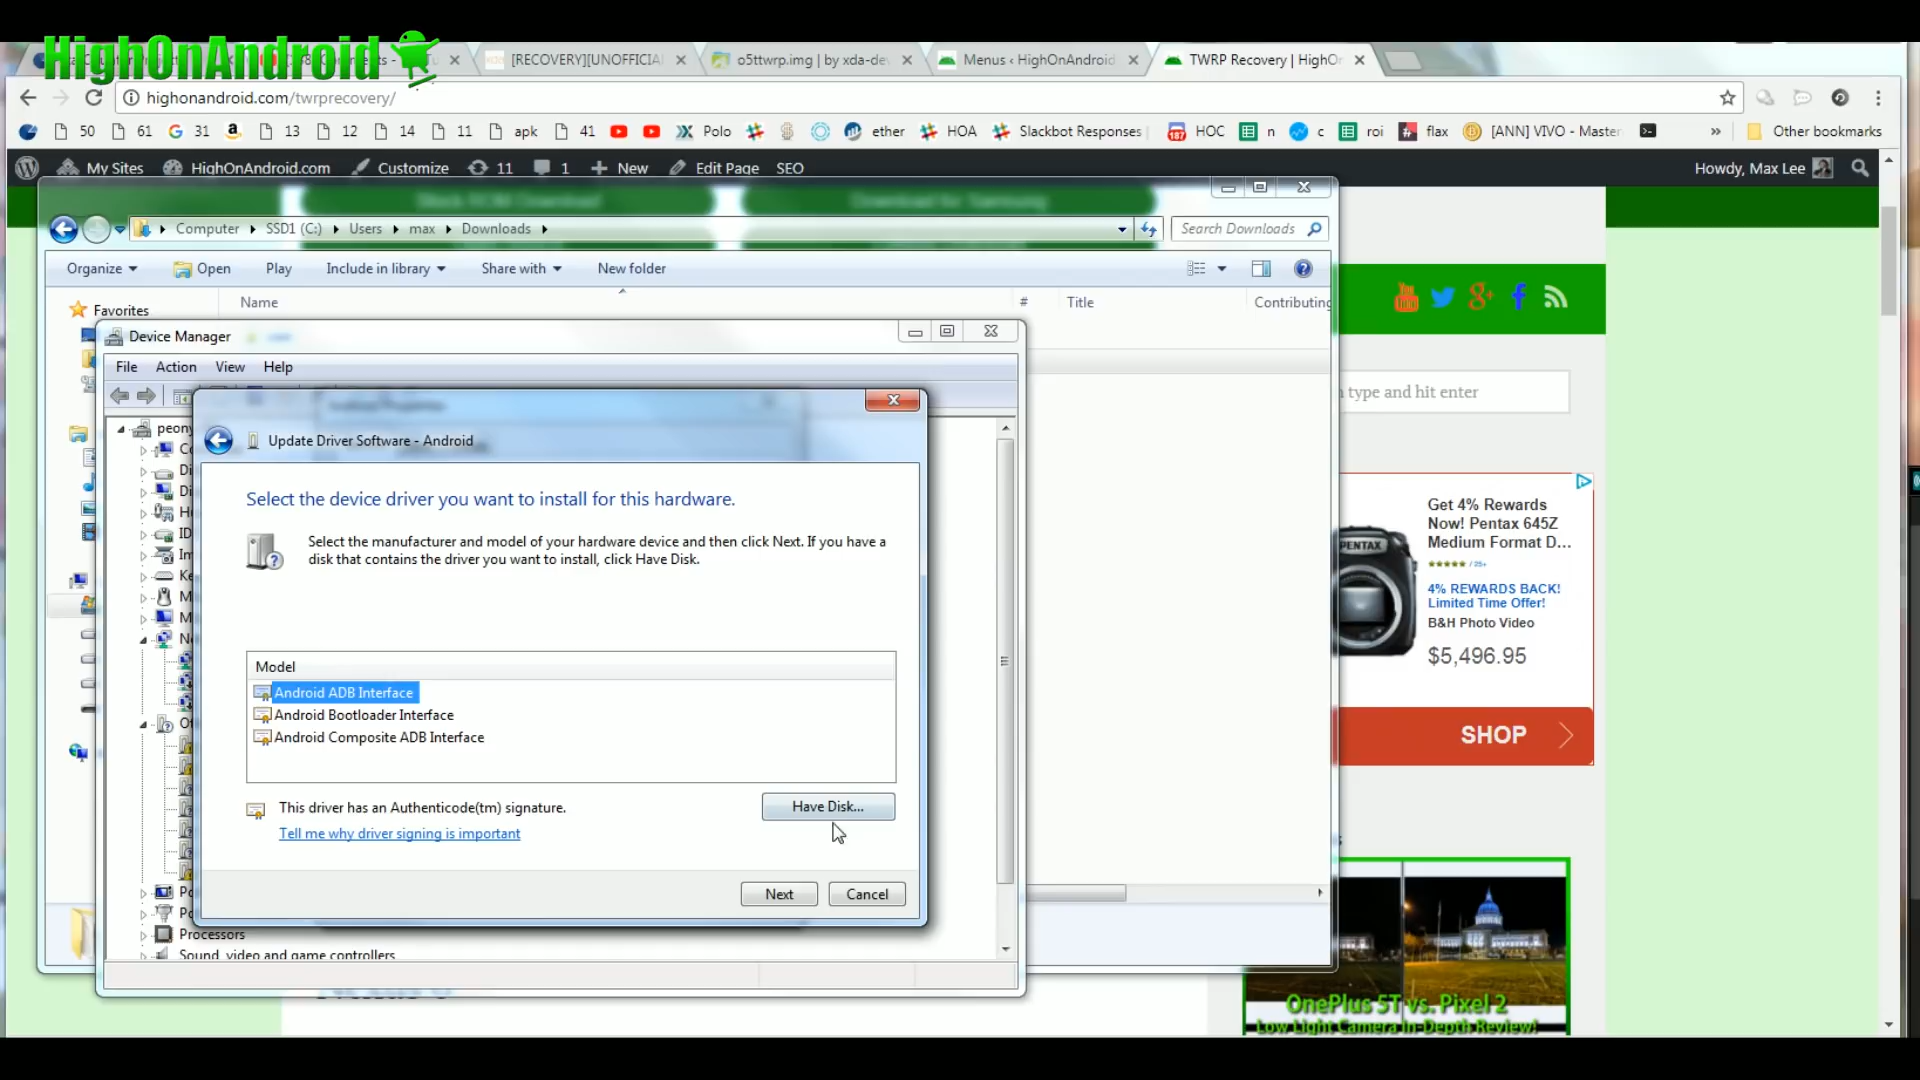 HighOnAndroid
[RECOVERY][UNOFFICIA
o5ttwrp.img | by xda-de
Menus ‹ HighOnAndroid
TWRP Recovery | HighO
highonandroid.com/twrprecovery/
50
61
31
13
12
14
11
apk
41
Polo
ether
HOA
Slackbot Responses
HOC
n
c
roi
flax
[ANN] VIVO - Master
»
Other bookmarks
My Sites
HighOnAndroid.com
Customize
11
1
New
Edit Page
SEO
Howdy, Max Lee
Computer
SSD1 (C:)
Users
max
Downloads
Search Downloads
Organize
Open
Play
Include in library
Share with
New folder
Favorites
Name
#
Title
Contributing
Device Manager
File
Action
View
Help
peony
Update Driver Software - Android
Select the device driver you want to install for this hardware.
Select the manufacturer and model of your hardware device and then click Next. If you have a
disk that contains the driver you want to install, click Have Disk.
Model
Android ADB Interface
Android Bootloader Interface
Android Composite ADB Interface
This driver has an Authenticode(tm) signature.
Tell me why driver signing is important
Have Disk...
Next
Cancel
Processors
Sound, video and game controllers
type and hit enter
PENTAX
Get 4% Rewards
Now! Pentax 645Z
Medium Format D...
4% REWARDS BACK!
Limited Time Offer!
B&H Photo Video
$5,496.95
SHOP
OnePlus 5T vs. Pixel 2
Low Light Camera In-Depth Review!